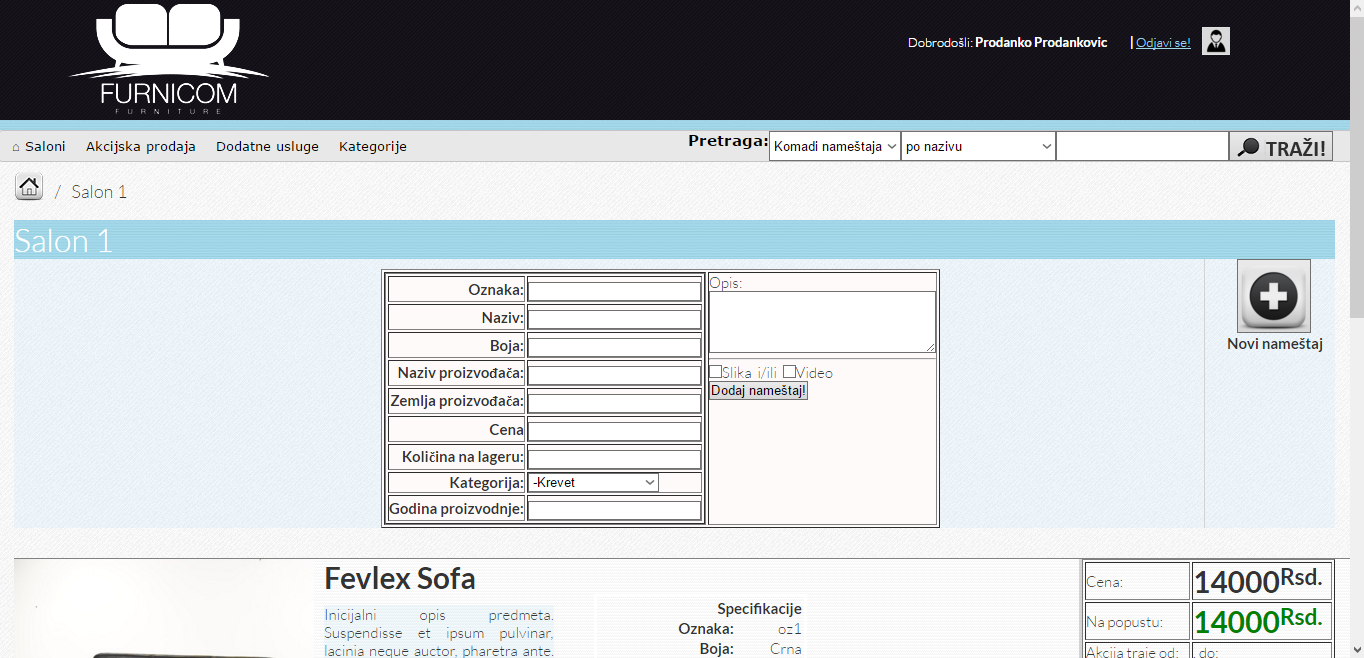 FURNICOM
FURNITURE
Dobrodošli: Prodanko Prodankovic | Odjavi se!
⌂ Saloni Akcijska prodaja Dodatne usluge Kategorije Pretraga: Komadi nameštaja po nazivu TRAŽI!
/ Salon 1
Salon 1
Oznaka:
Naziv:
Boja:
Naziv proizvođača:
Zemlja proizvođača:
Cena
Količina na lageru:
Kategorija: -Krevet
Godina proizvodnje:
Opis:
Slika i/ili Video
Dodaj nameštaj!
Novi nameštaj
Fevlex Sofa
Inicijalni opis predmeta.
Suspendisse et ipsum pulvinar,
lacinia neque auctor, pharetra ante.
Specifikacije
Oznaka: oz1
Boja: Crna
Cena: 14000Rsd.
Na popustu: 14000Rsd.
Akcija traje od: do: